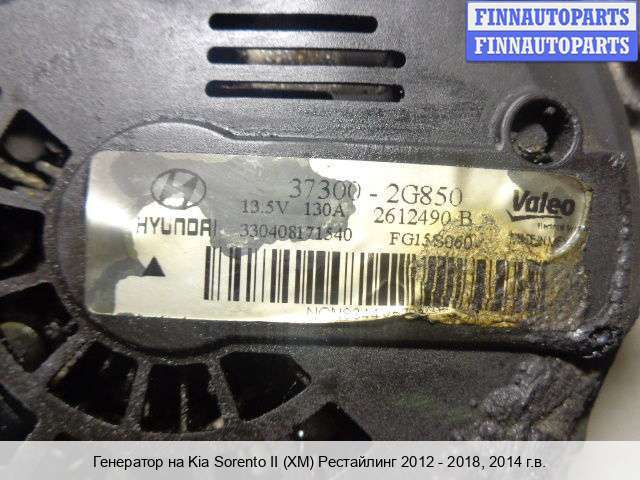 FINNAUTOPARTS
FINNAUTOPARTS
37300 - 2G850
13.5V 130A 2612490 B
HYUNDAI
Valeo
330408171540 FG15S060
Генератор на Kia Sorento II (XM) Рестайлинг 2012 - 2018, 2014 г.в.